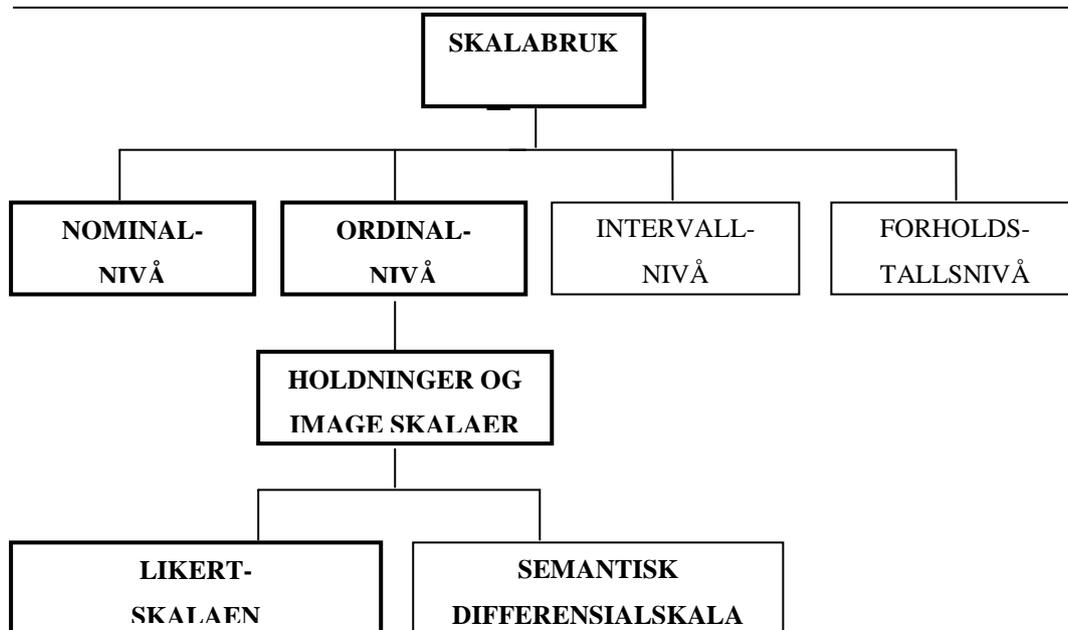 SKALABRUK
NOMINAL-
NIVÅ
ORDINAL-
NIVÅ
INTERVALL-
NIVÅ
FORHOLDS-
TALLSNIVÅ
HOLDNINGER OG
IMAGE SKALAER
LIKERT-
SKALAEN
SEMANTISK
DIFFERENSIALSKALA